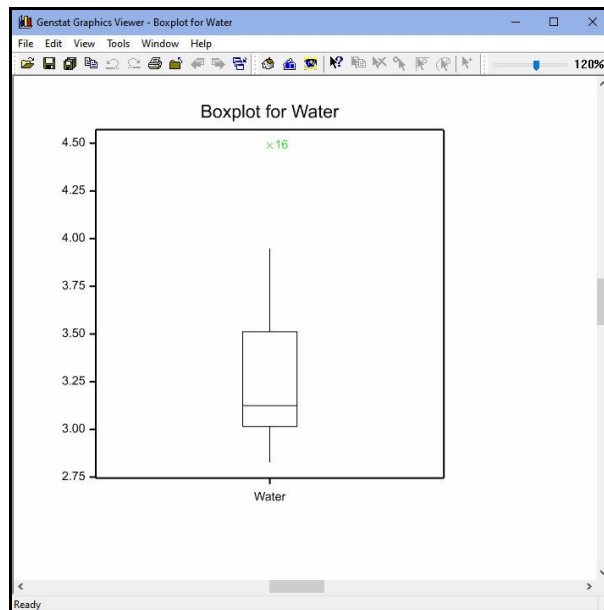 Genstat Graphics Viewer - Boxplot for Water
File Edit View Tools Window Help
120%
Boxplot for Water
4.50
×16
4.25
4.00
3.75
3.50
3.25
3.00
2.75
Water
Ready